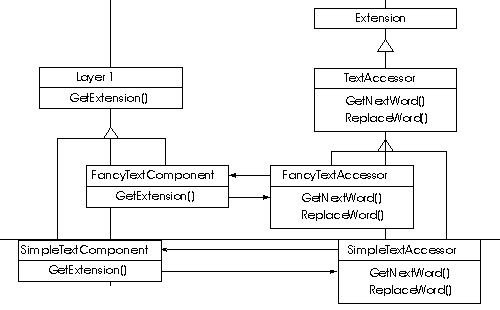 Extension
Layer 1
GetExtension()
TextAccessor
GetNextWord()
ReplaceWord()
FancyTextComponent
GetExtension()
FancyTextAccessor
GetNextWord()
ReplaceWord()
SimpleTextComponent
GetExtension()
SimpleTextAccessor
GetNextWord()
ReplaceWord()